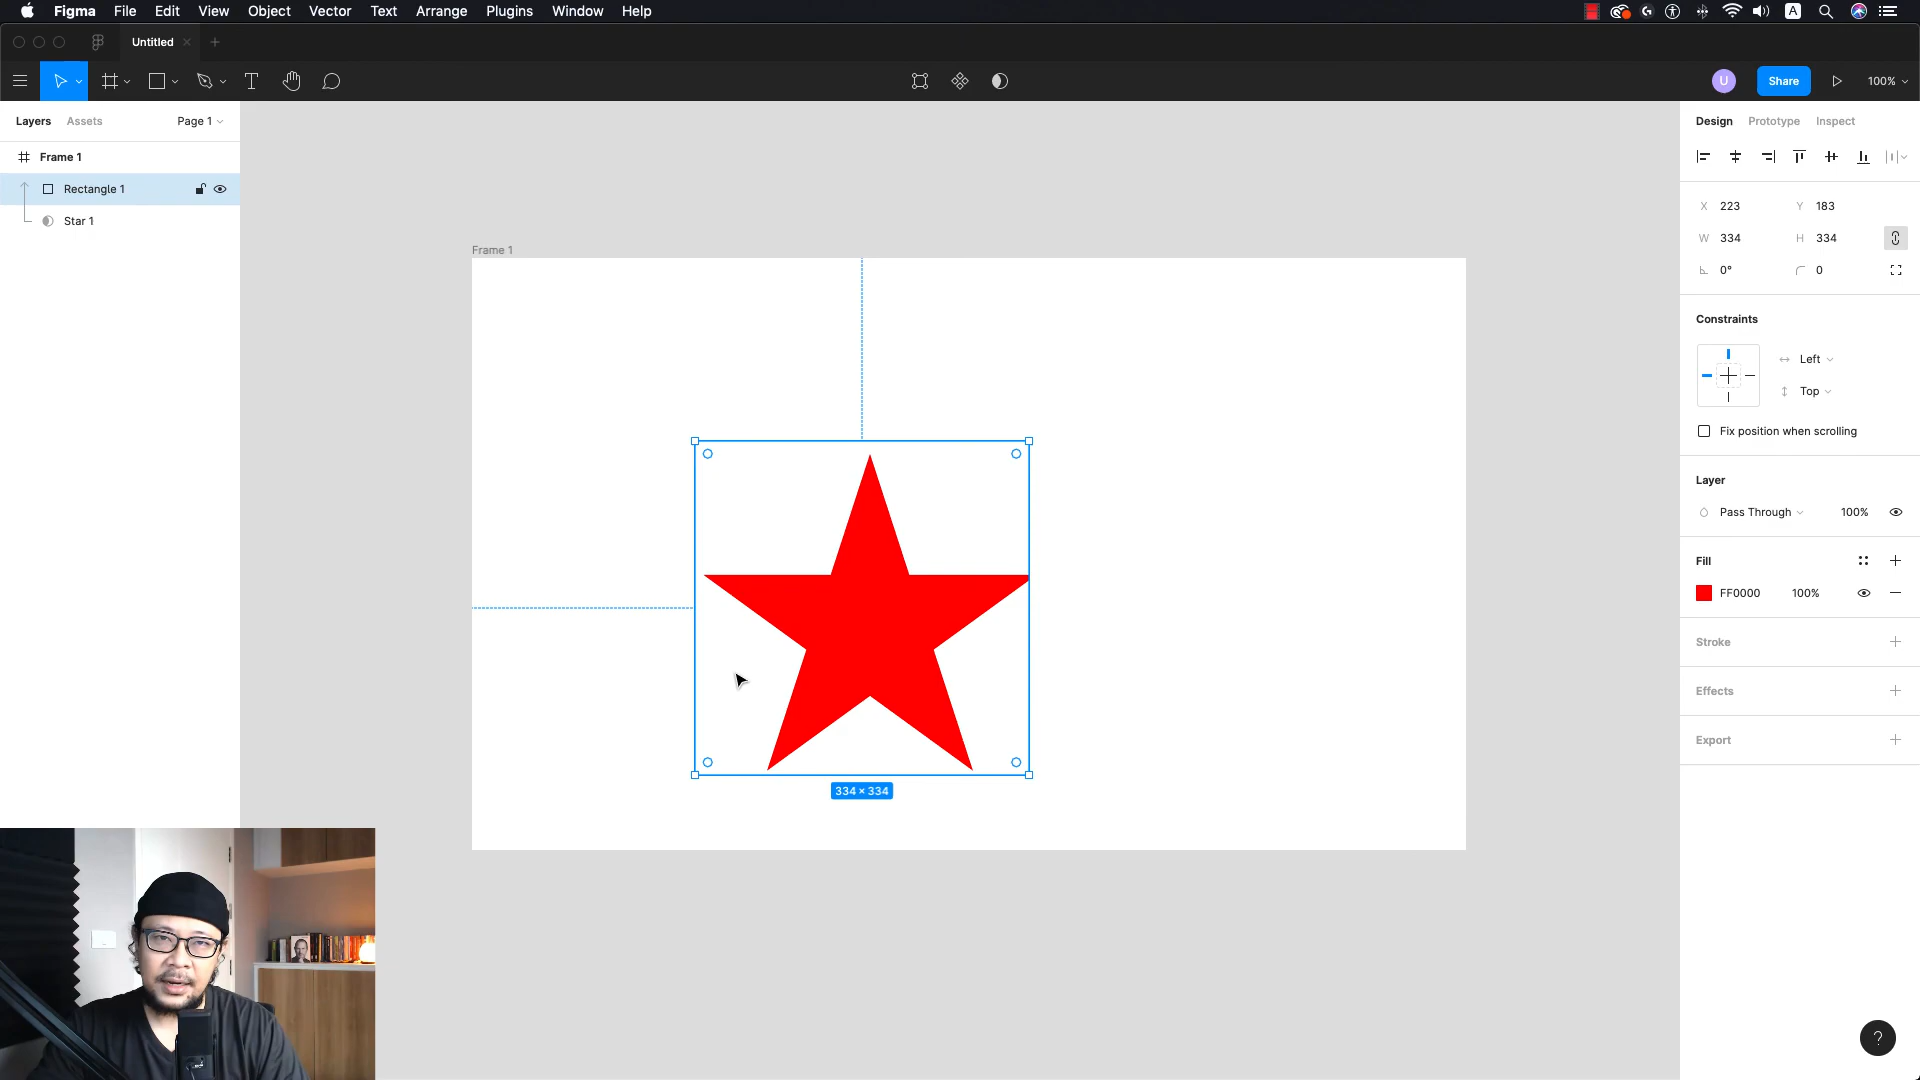 Figma File Edit View Object Vector Text Arrange Plugins Window Help A
Untitled
U Share 100%
Layers Assets Page 1
Design Prototype Inspect
Frame 1
Rectangle 1
Star 1
Frame 1
334 × 334
X 223 Y 183
W 334 H 334
0° 0
Constraints
Left
Top
Fix position when scrolling
Layer
Pass Through 100%
Fill
FF0000 100%
Stroke
Effects
Export
?